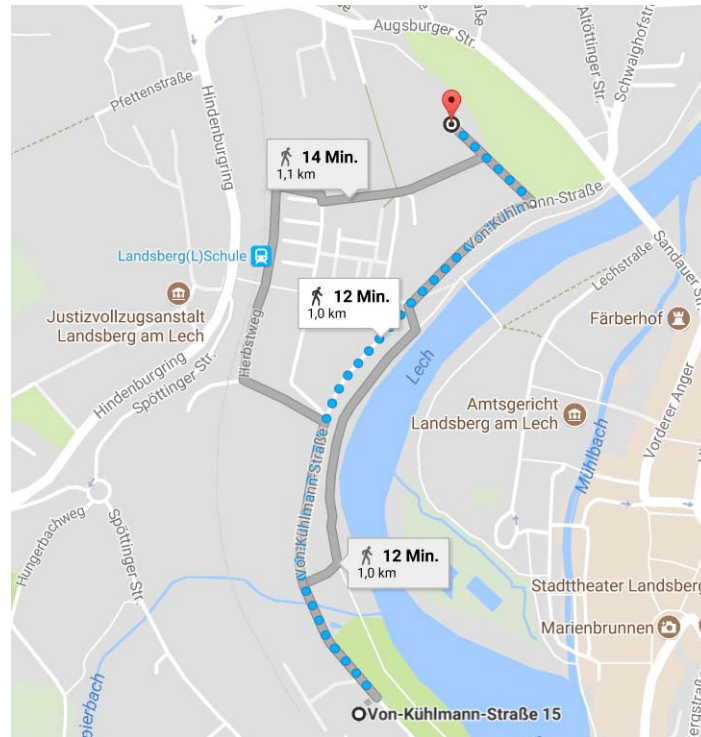 Augsburger Str.
Altöttinger Str.
Schwaighofstr
Pfettenstraße
Hindenburgring
14 Min.
1,1 km
Von-Kühlmann-Straße
Landsberg(L)Schule
Lechstraße
Sandauer Str
12 Min.
1,0 km
Justizvollzugsanstalt
Landsberg am Lech
Herbstweg
Färberhof
Lech
Hindenburgring
Spöttinger Str.
Amtsgericht
Landsberg am Lech
Vorderer Anger
Mühlbach
Von-Kühlmann-Straße
Hungerbachweg
Spöttinger Str.
12 Min.
1,0 km
Stadttheater Landsberg
Marienbrunnen
pierbach
Von-Kühlmann-Straße 15